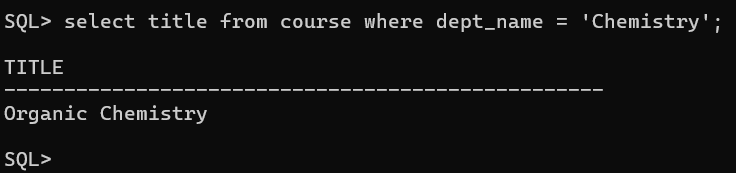 SQL> select title from course where dept_name = 'Chemistry';
TITLE
--------------------------------------------------
Organic Chemistry
SQL>